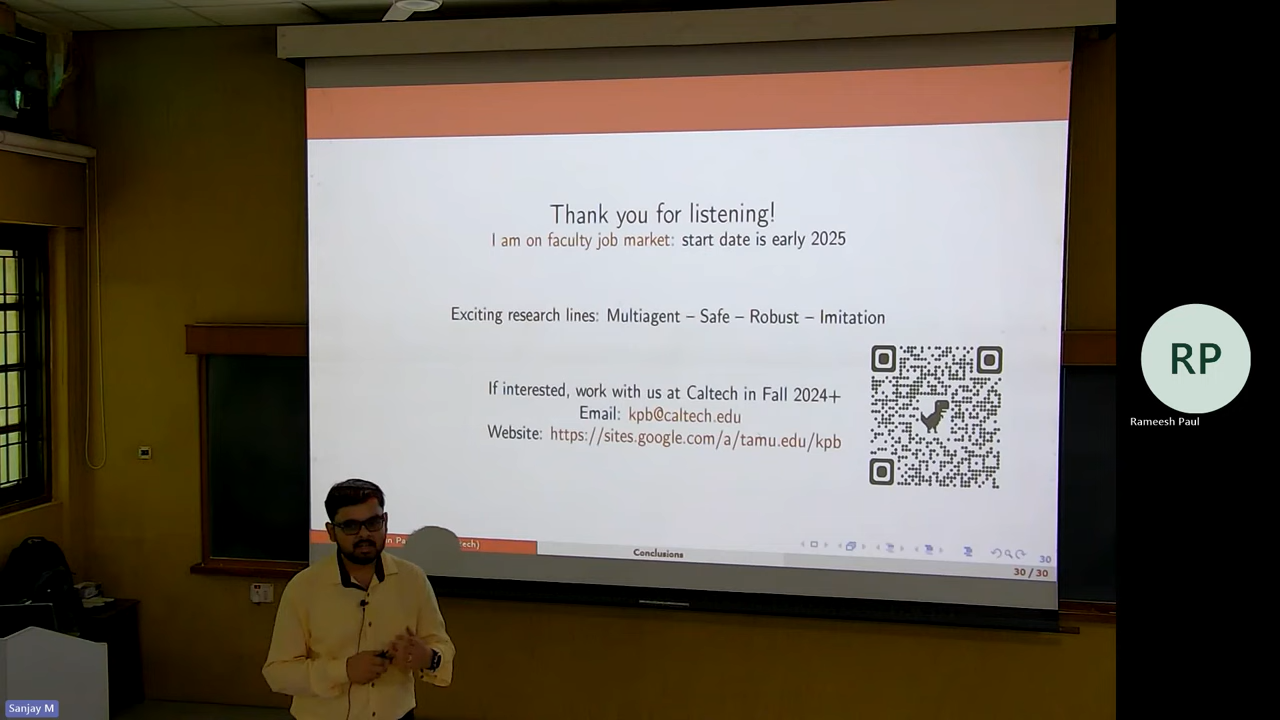 Thank you for listening!
I am on faculty job market: start date is early 2025
Exciting research lines: Multiagent – Safe – Robust – Imitation
If interested, work with us at Caltech in Fall 2024+
Email: kpb@caltech.edu
Website: https://sites.google.com/a/tamu.edu/kpb
Conclusions
30
30 / 30
RP
Rameesh Paul
Sanjay M